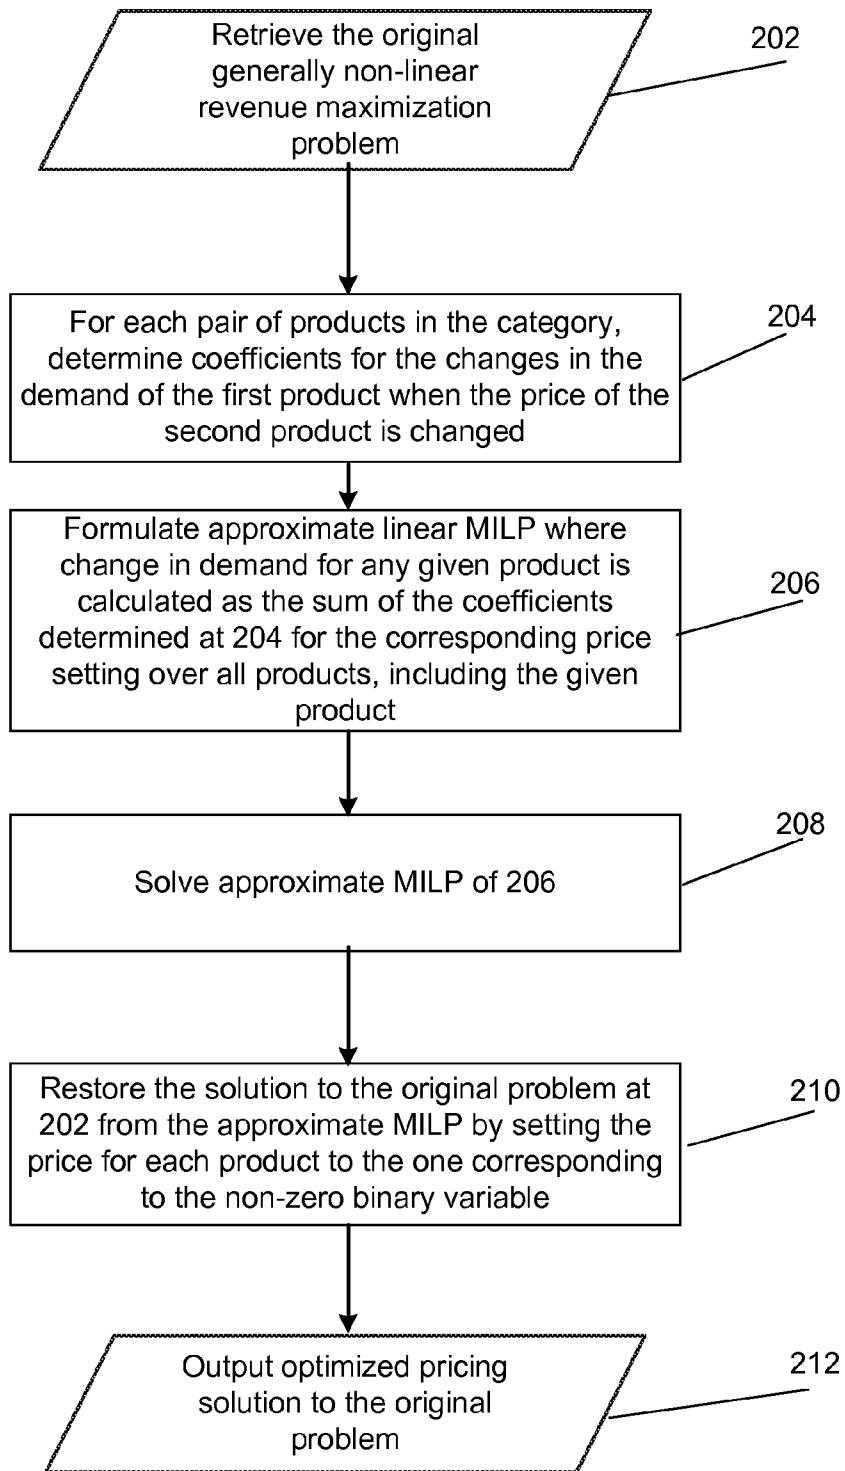 Retrieve the original
generally non-linear
revenue maximization
problem
202
For each pair of products in the category,
determine coefficients for the changes in the
demand of the first product when the price of the
second product is changed
204
Formulate approximate linear MILP where
change in demand for any given product is
calculated as the sum of the coefficients
determined at 204 for the corresponding price
setting over all products, including the given
product
206
Solve approximate MILP of 206
208
Restore the solution to the original problem at
202 from the approximate MILP by setting the
price for each product to the one corresponding
to the non-zero binary variable
210
Output optimized pricing
solution to the original
problem
212